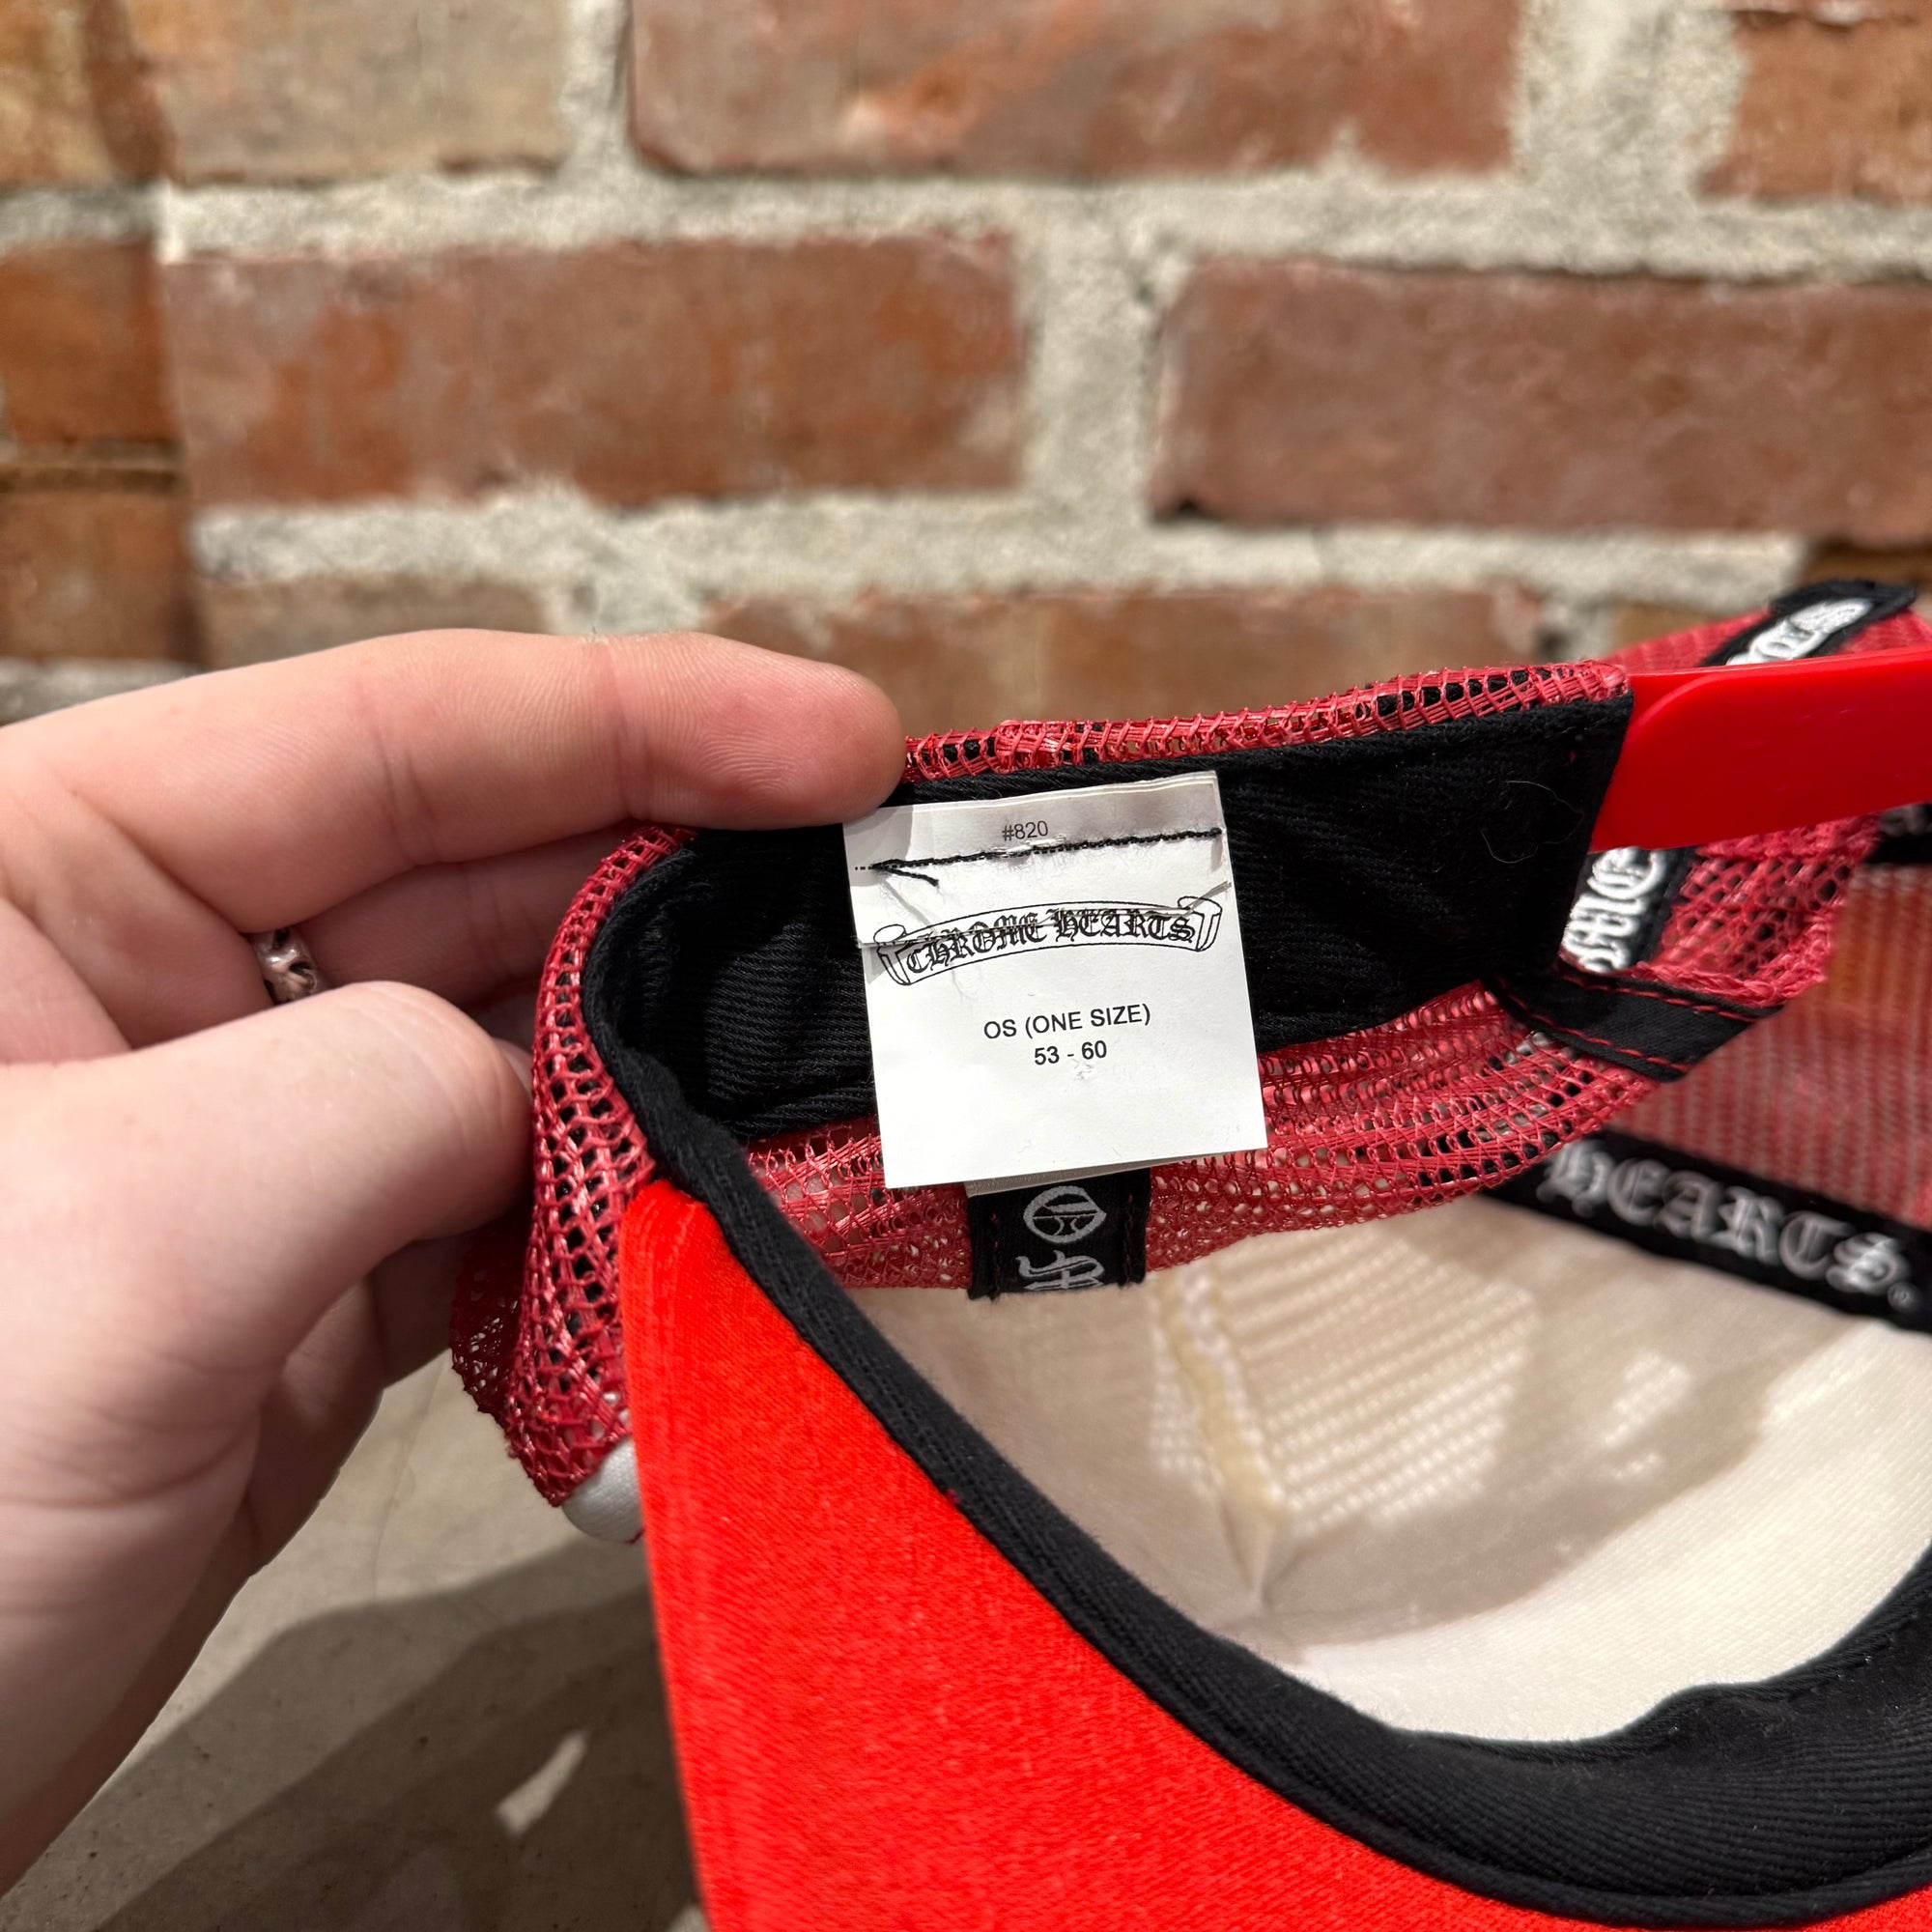 #820
CHROME HEARTS
OS (ONE SIZE)
53 - 60
HEARTS®